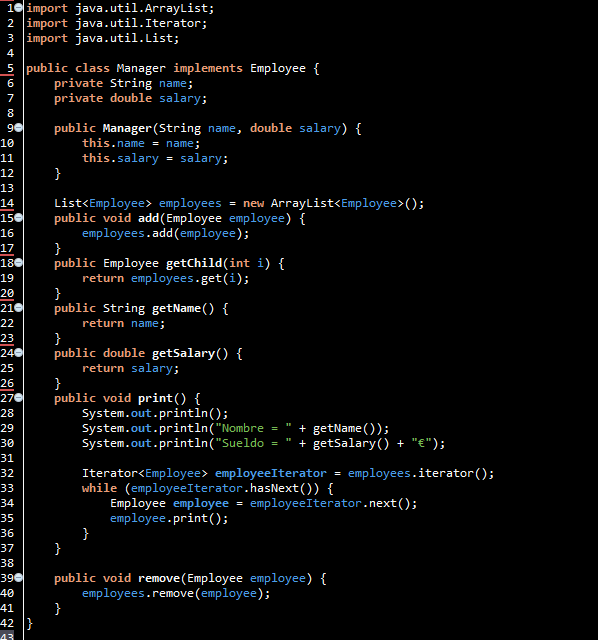 1 import java.util.ArrayList;
2 import java.util.Iterator;
3 import java.util.List;
4
5 public class Manager implements Employee {
6     private String name;
7     private double salary;
8
9     public Manager(String name, double salary) {
10         this.name = name;
11         this.salary = salary;
12     }
13
14     List<Employee> employees = new ArrayList<Employee>();
15     public void add(Employee employee) {
16         employees.add(employee);
17     }
18     public Employee getChild(int i) {
19         return employees.get(i);
20     }
21     public String getName() {
22         return name;
23     }
24     public double getSalary() {
25         return salary;
26     }
27     public void print() {
28         System.out.println();
29         System.out.println("Nombre = " + getName());
30         System.out.println("Sueldo = " + getSalary() + "€");
31
32         Iterator<Employee> employeeIterator = employees.iterator();
33         while (employeeIterator.hasNext()) {
34             Employee employee = employeeIterator.next();
35             employee.print();
36         }
37     }
38
39     public void remove(Employee employee) {
40         employees.remove(employee);
41     }
42 }
43